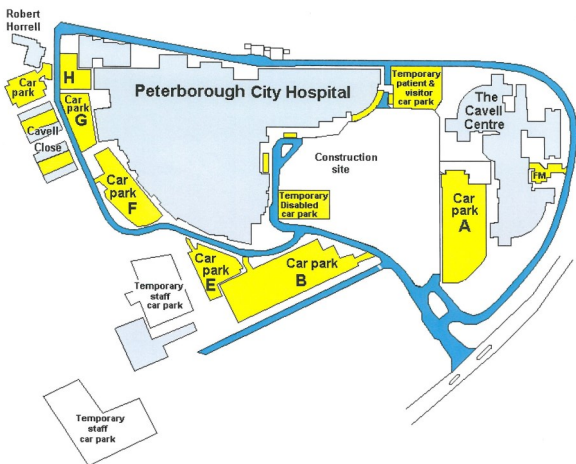 Robert
Horrell
Car
park
H
Car
park
G
Cavell
Close
Peterborough City Hospital
Temporary
patient &
visitor
car park
The
Cavell
Centre
FM
Construction
site
Car
park
F
Temporary
Disabled
car park
Car
park
A
Car
park
E
Car park
B
Temporary
staff
car park
Temporary
staff
car park